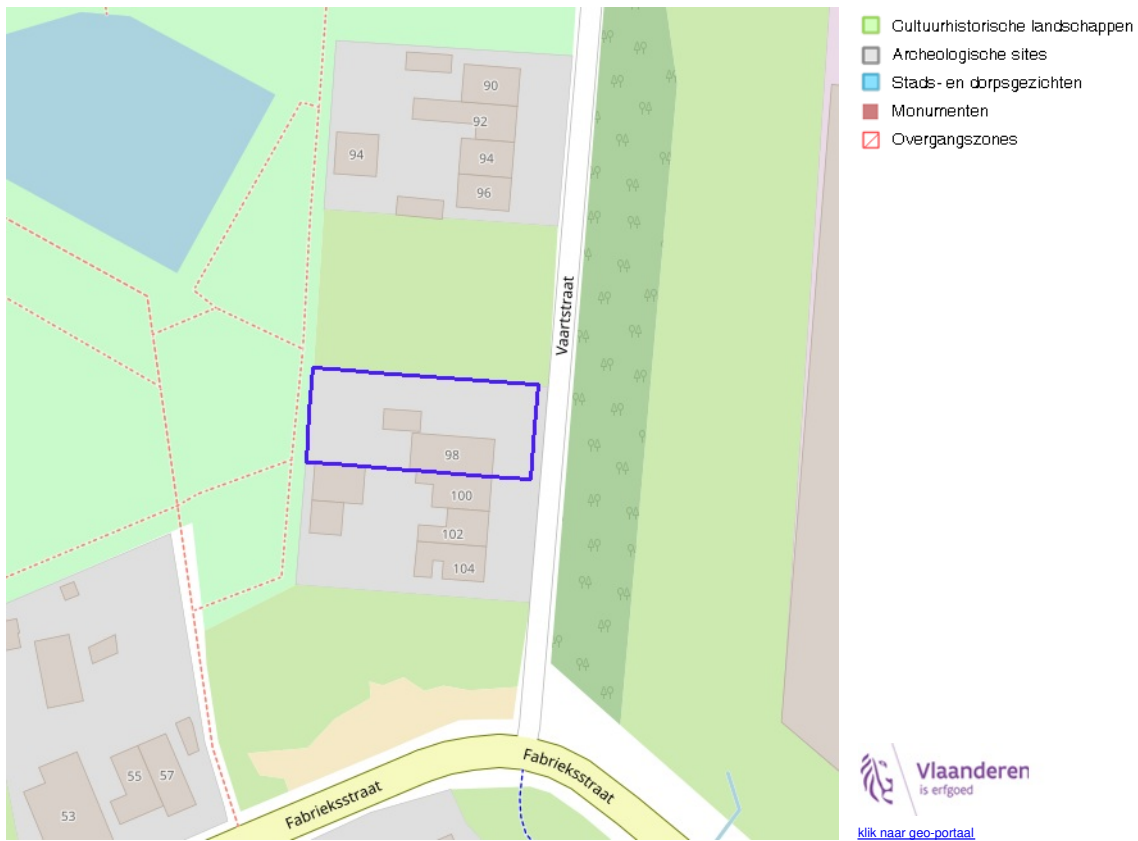 90
92
94
94
96
Vaartstraat
98
100
102
104
55
57
53
Fabrieksstraat
Fabrieksstraat
Cultuurhistorische landschappen
Archeologische sites
Stads- en dorpsgezichten
Monumenten
Overgangszones
Vlaanderen
is erfgoed
klik naar geo-portaal